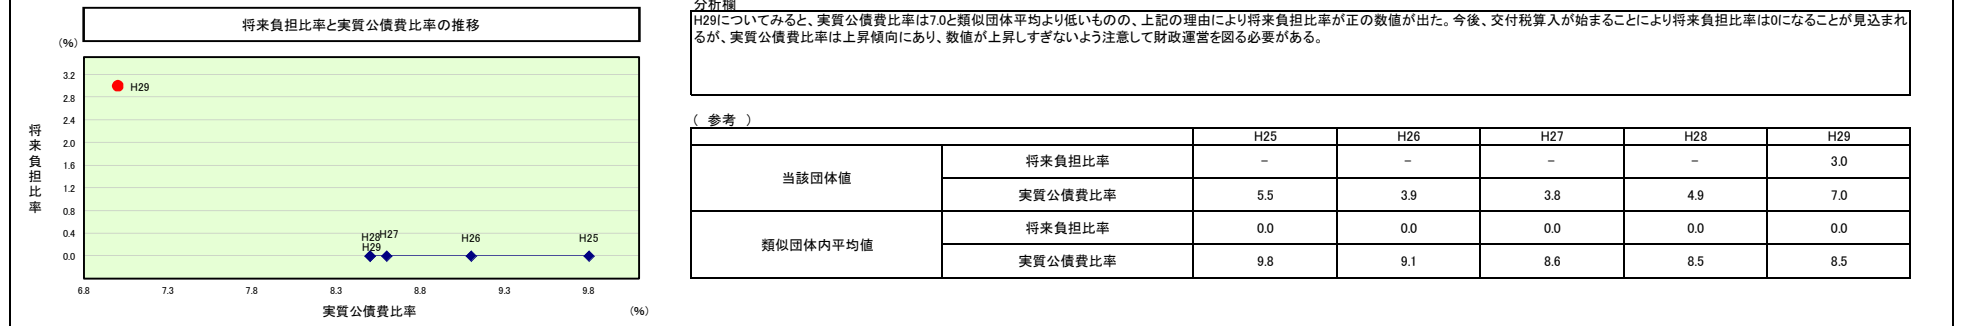 将来負担比率と実質公債費比率の推移
(%)
3.2
2.8
2.4
2.0
1.6
1.2
0.8
0.4
0.0
将来負担比率
H29
H28
H27
H29
H26
H25
6.8 7.3 7.8 8.3 8.8 9.3 9.8
実質公債費比率
(%)
分析欄
H29についてみると、実質公債費比率は7.0と類似団体平均より低いものの、上記の理由により将来負担比率が正の数値が出た。今後、交付税算入が始まることにより将来負担比率は0になることが見込まれ
るが、実質公債費比率は上昇傾向にあり、数値が上昇しすぎないよう注意して財政運営を図る必要がある。
( 参考 )
H25 H26 H27 H28 H29
当該団体値
将来負担比率 － － － － 3.0
実質公債費比率 5.5 3.9 3.8 4.9 7.0
類似団体内平均値
将来負担比率 0.0 0.0 0.0 0.0 0.0
実質公債費比率 9.8 9.1 8.6 8.5 8.5